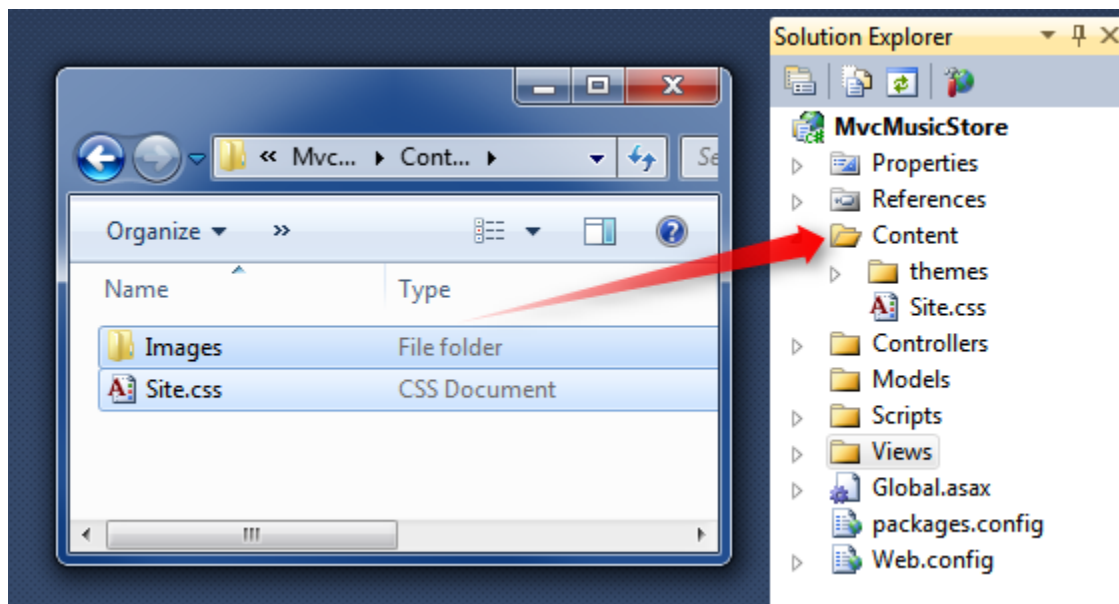 Solution Explorer
« Mvc... Cont...
Se
Organize »
Name Type
Images File folder
Site.css CSS Document
MvcMusicStore
Properties
References
Content
themes
Site.css
Controllers
Models
Scripts
Views
Global.asax
packages.config
Web.config